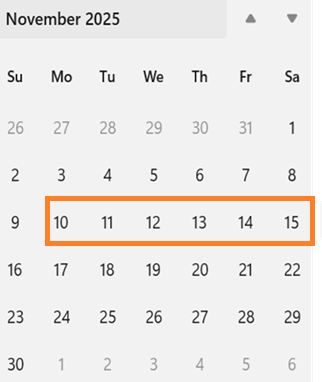 November 2025
Su Mo Tu We Th Fr Sa
26 27 28 29 30 31 1
2 3 4 5 6 7 8
9 10 11 12 13 14 15
16 17 18 19 20 21 22
23 24 25 26 27 28 29
30 1 2 3 4 5 6